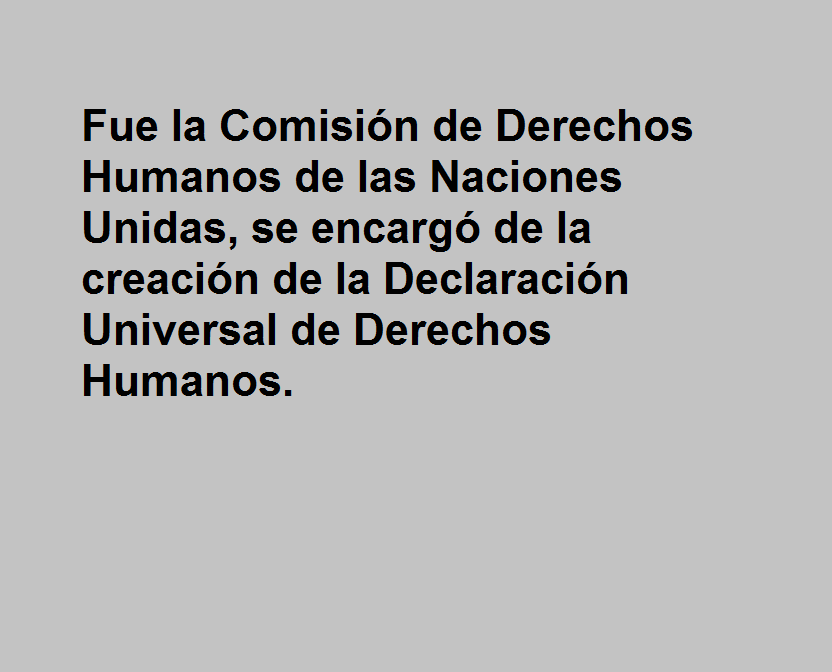 Fue la Comisión de Derechos
Humanos de las Naciones
Unidas, se encargó de la
creación de la Declaración
Universal de Derechos
Humanos.